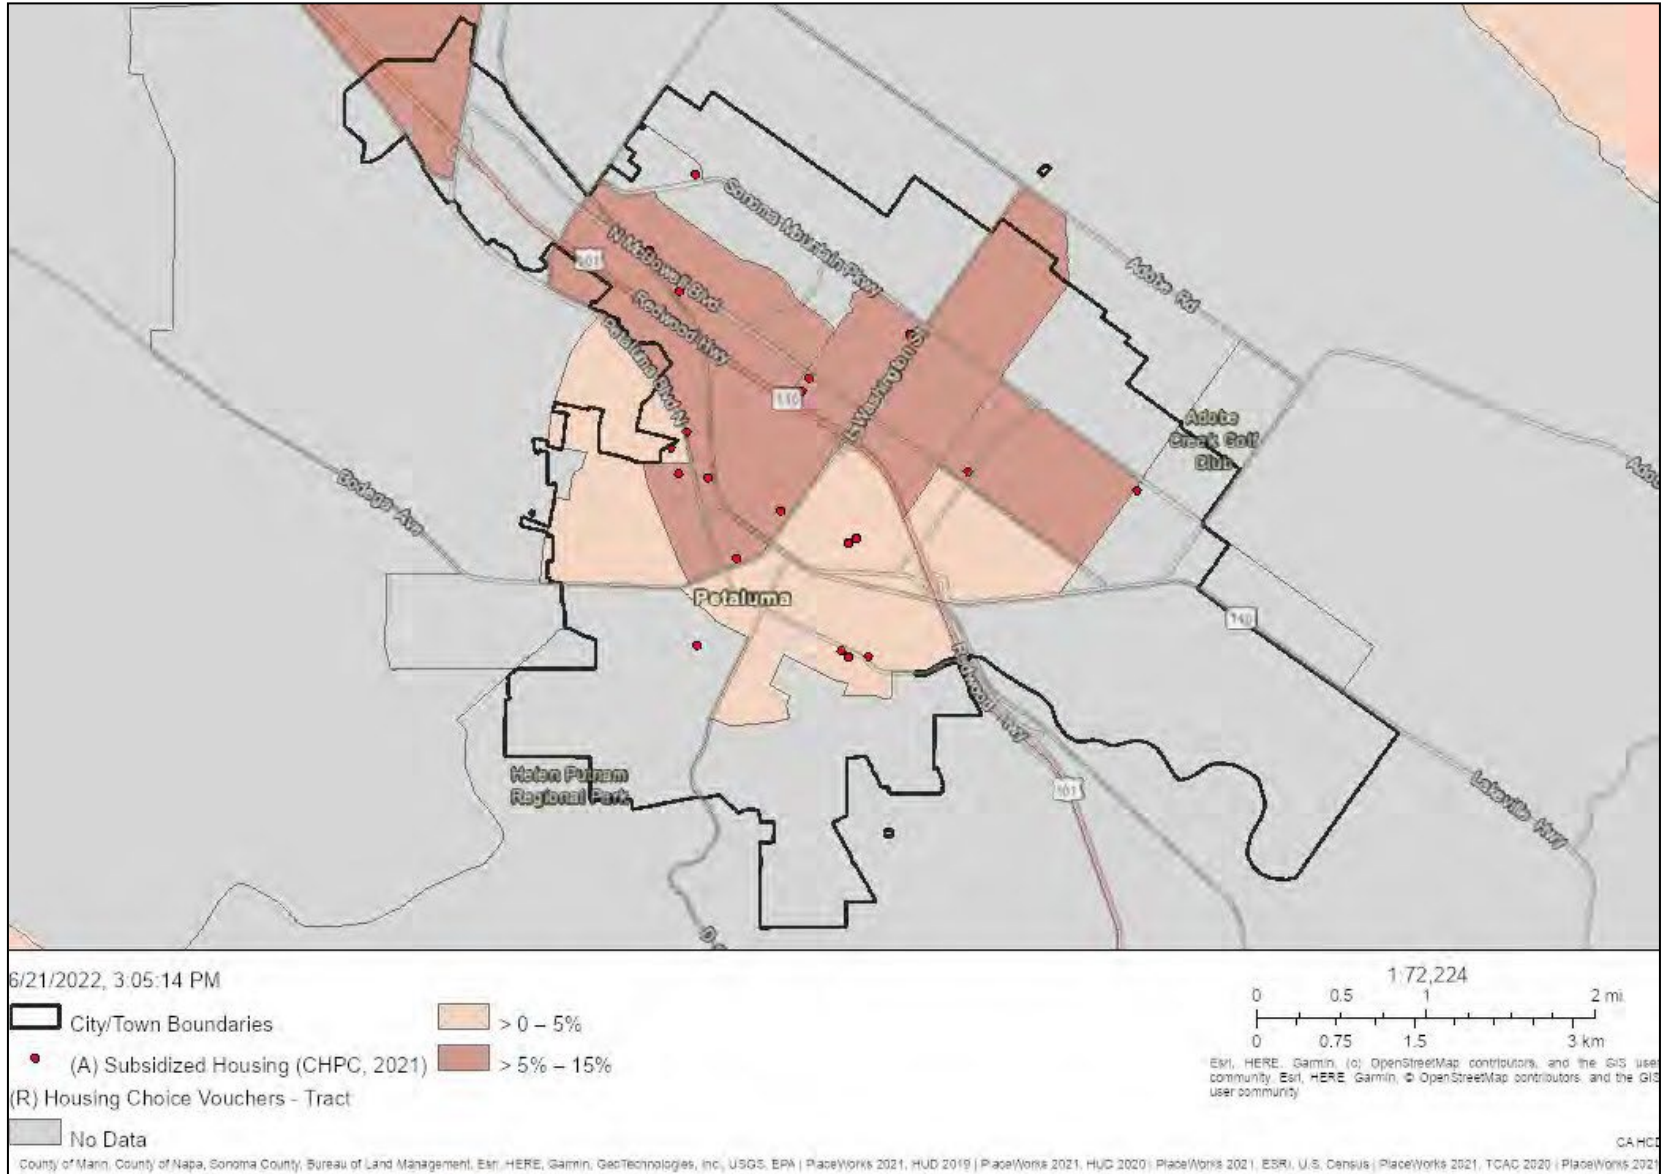 Sonoma Mountain Pkwy
N McDowell Blvd
101
Redwood Hwy
Petaluma Blvd N
Adobe Rd
E Washington St
116
Adobe
Creek Golf
Club
Bodega Ave
Petaluma
116
Redwood Hwy
Helen Putnam
Regional Park
101
Lakeville Hwy
6/21/2022, 3:05:14 PM
City/Town Boundaries
(A) Subsidized Housing (CHPC, 2021)
(R) Housing Choice Vouchers - Tract
No Data
> 0 – 5%
> 5% – 15%
1:72,224
0 0.5 1 2 mi
0 0.75 1.5 3 km
Esri, HERE, Garmin, (c) OpenStreetMap contributors, and the GIS user
community, Esri, HERE, Garmin, © OpenStreetMap contributors, and the GIS
user community
CA HCD
County of Marin, County of Napa, Sonoma County, Bureau of Land Management, Esri, HERE, Garmin, GeoTechnologies, Inc., USGS, EPA | PlaceWorks 2021, HUD 2019 | PlaceWorks 2021, HUD 2020 | PlaceWorks 2021, ESRI, U.S. Census | PlaceWorks 2021, TCAC 2020 | PlaceWorks 2021